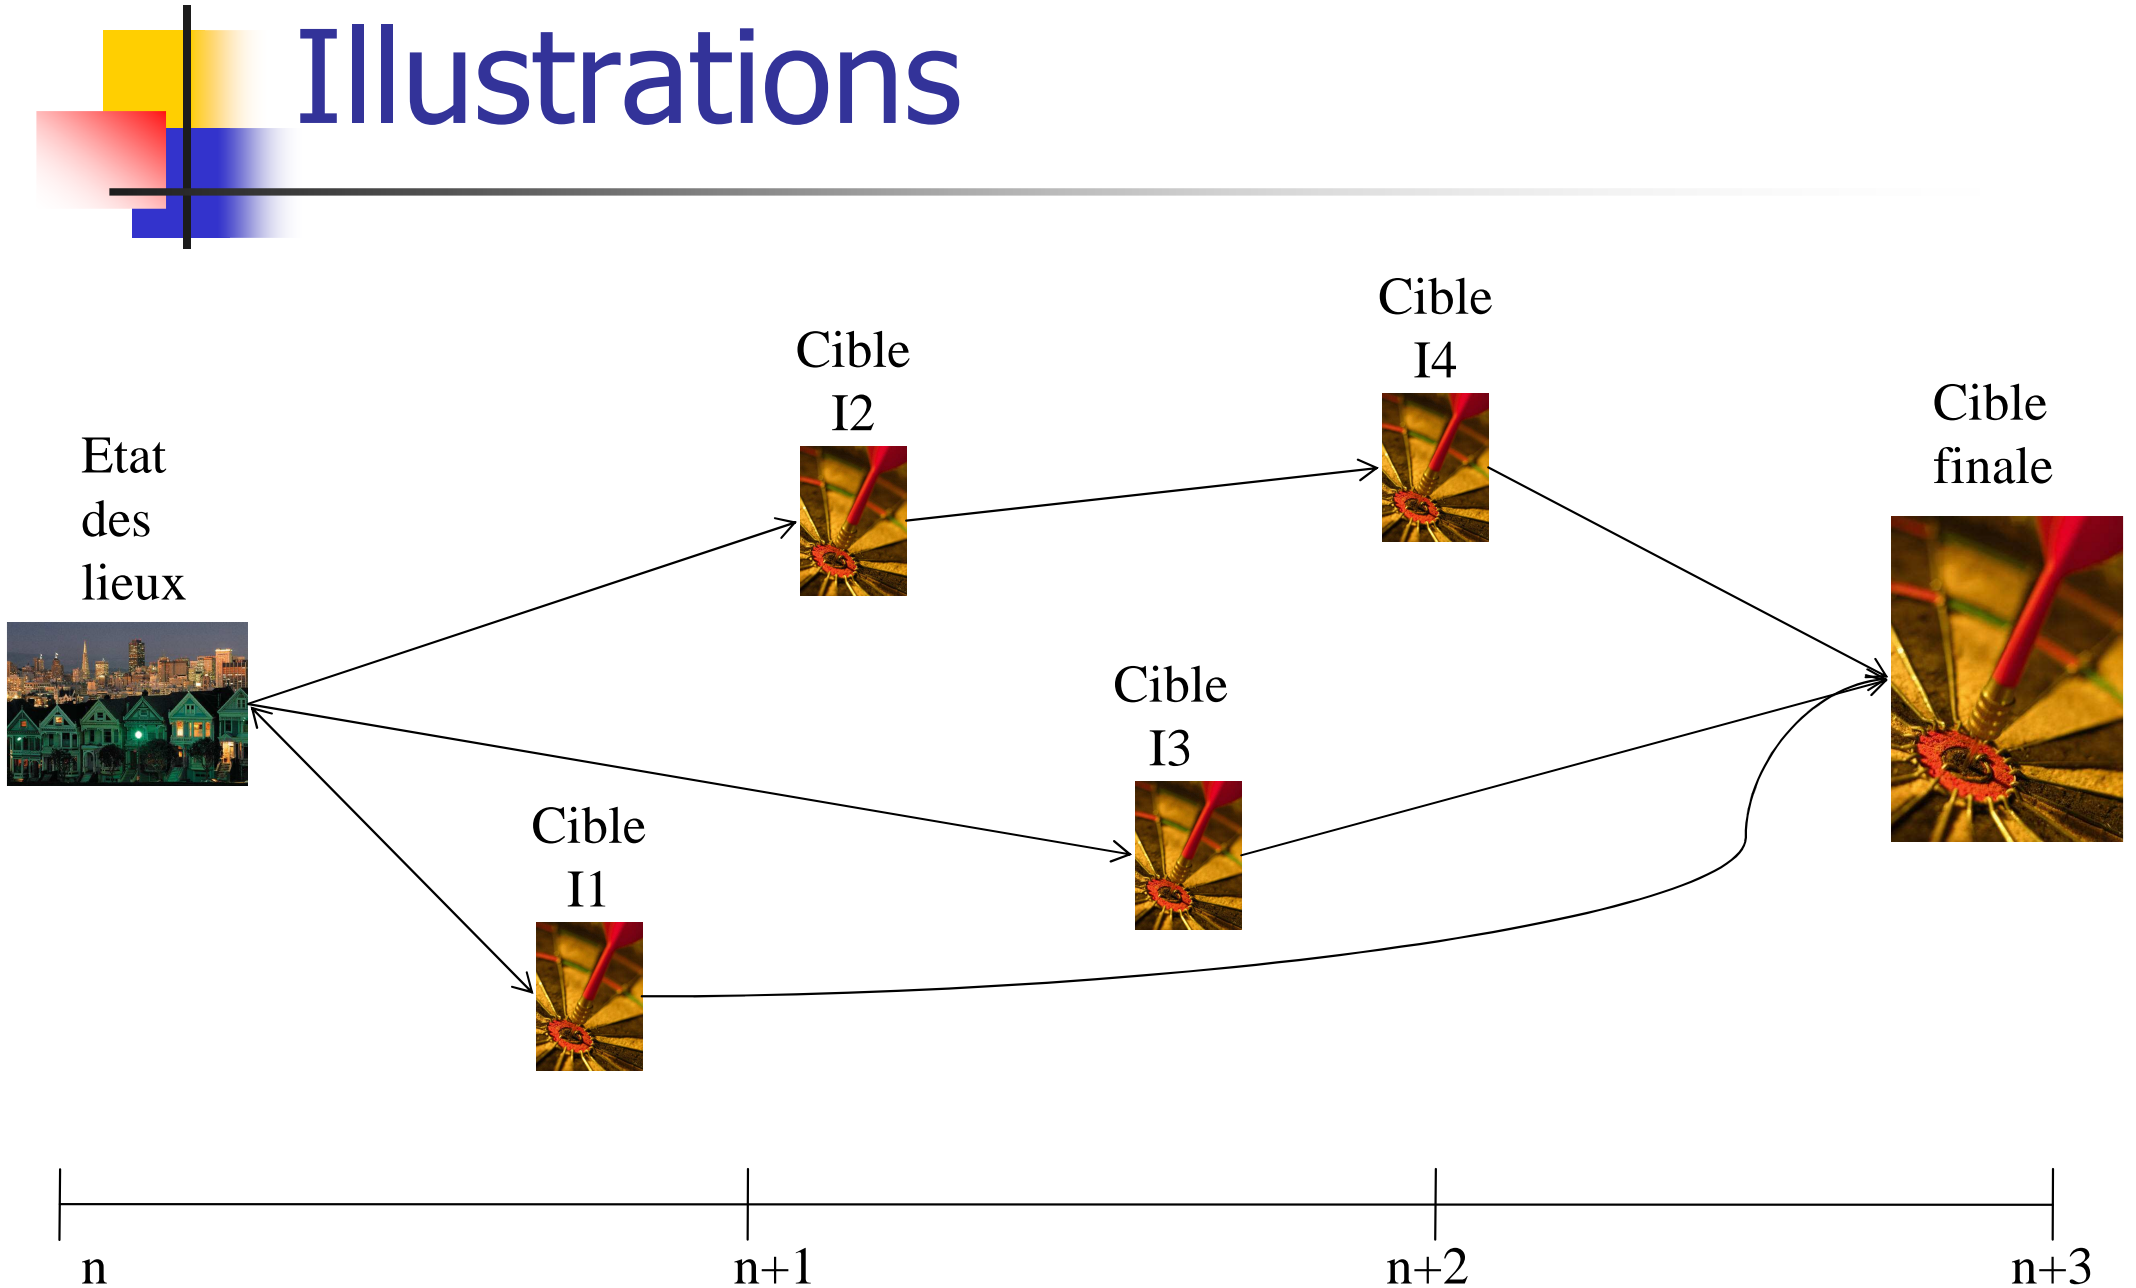 Illustrations
Cible
I4
Cible
I2
Cible
finale
Etat
des
lieux
Cible
I3
Cible
I1
n
n+1
n+2
n+3